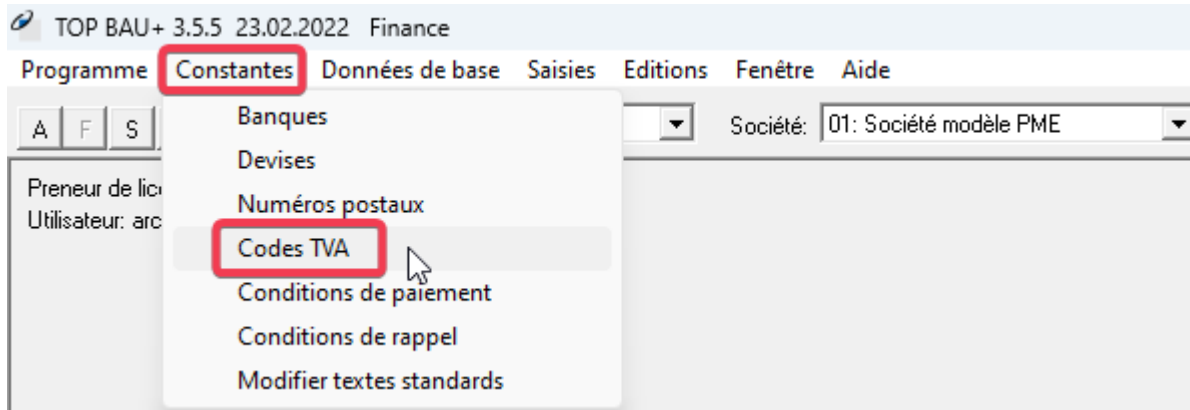 TOP BAU+ 3.5.5 23.02.2022 Finance
Programme Constantes Données de base Saisies Editions Fenêtre Aide
A F S Société: 01: Société modèle PME
Preneur de
Utilisateur:
Banques
Devises
Numéros postaux
Codes TVA
Conditions de paiement
Conditions de rappel
Modifier textes standards